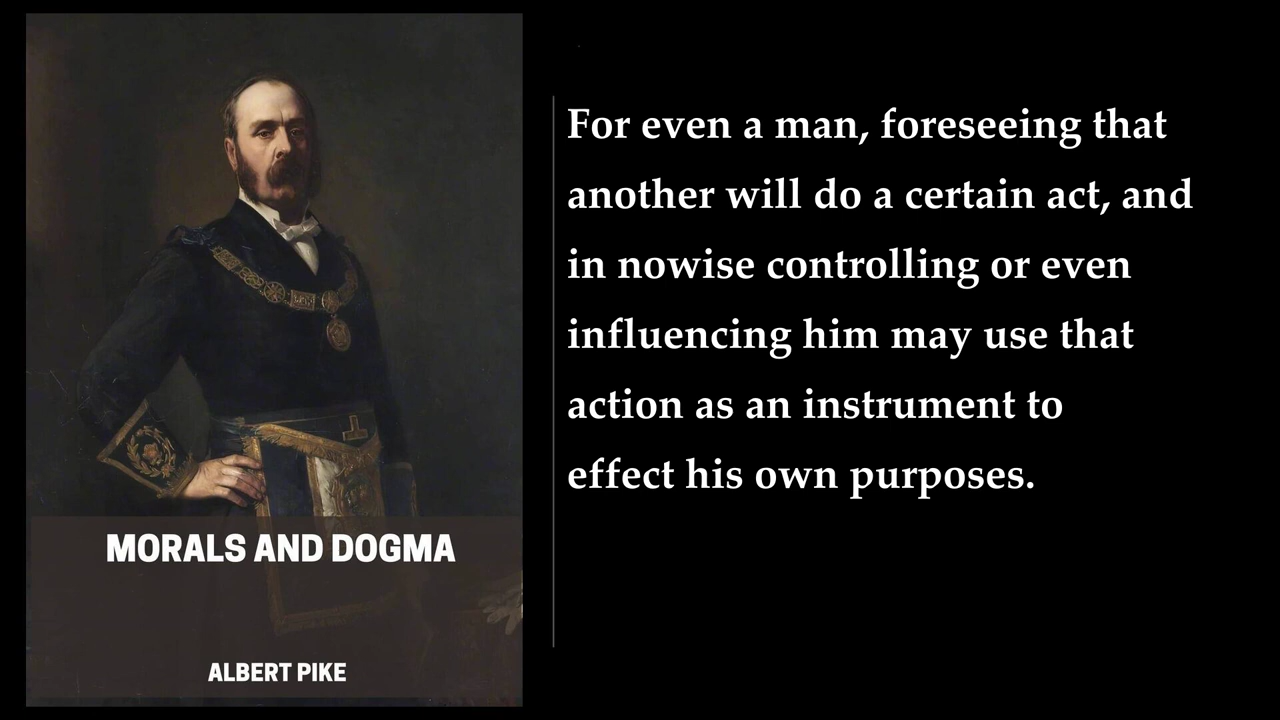 MORALS AND DOGMA
ALBERT PIKE
For even a man, foreseeing that
another will do a certain act, and
in nowise controlling or even
influencing him may use that
action as an instrument to
effect his own purposes.